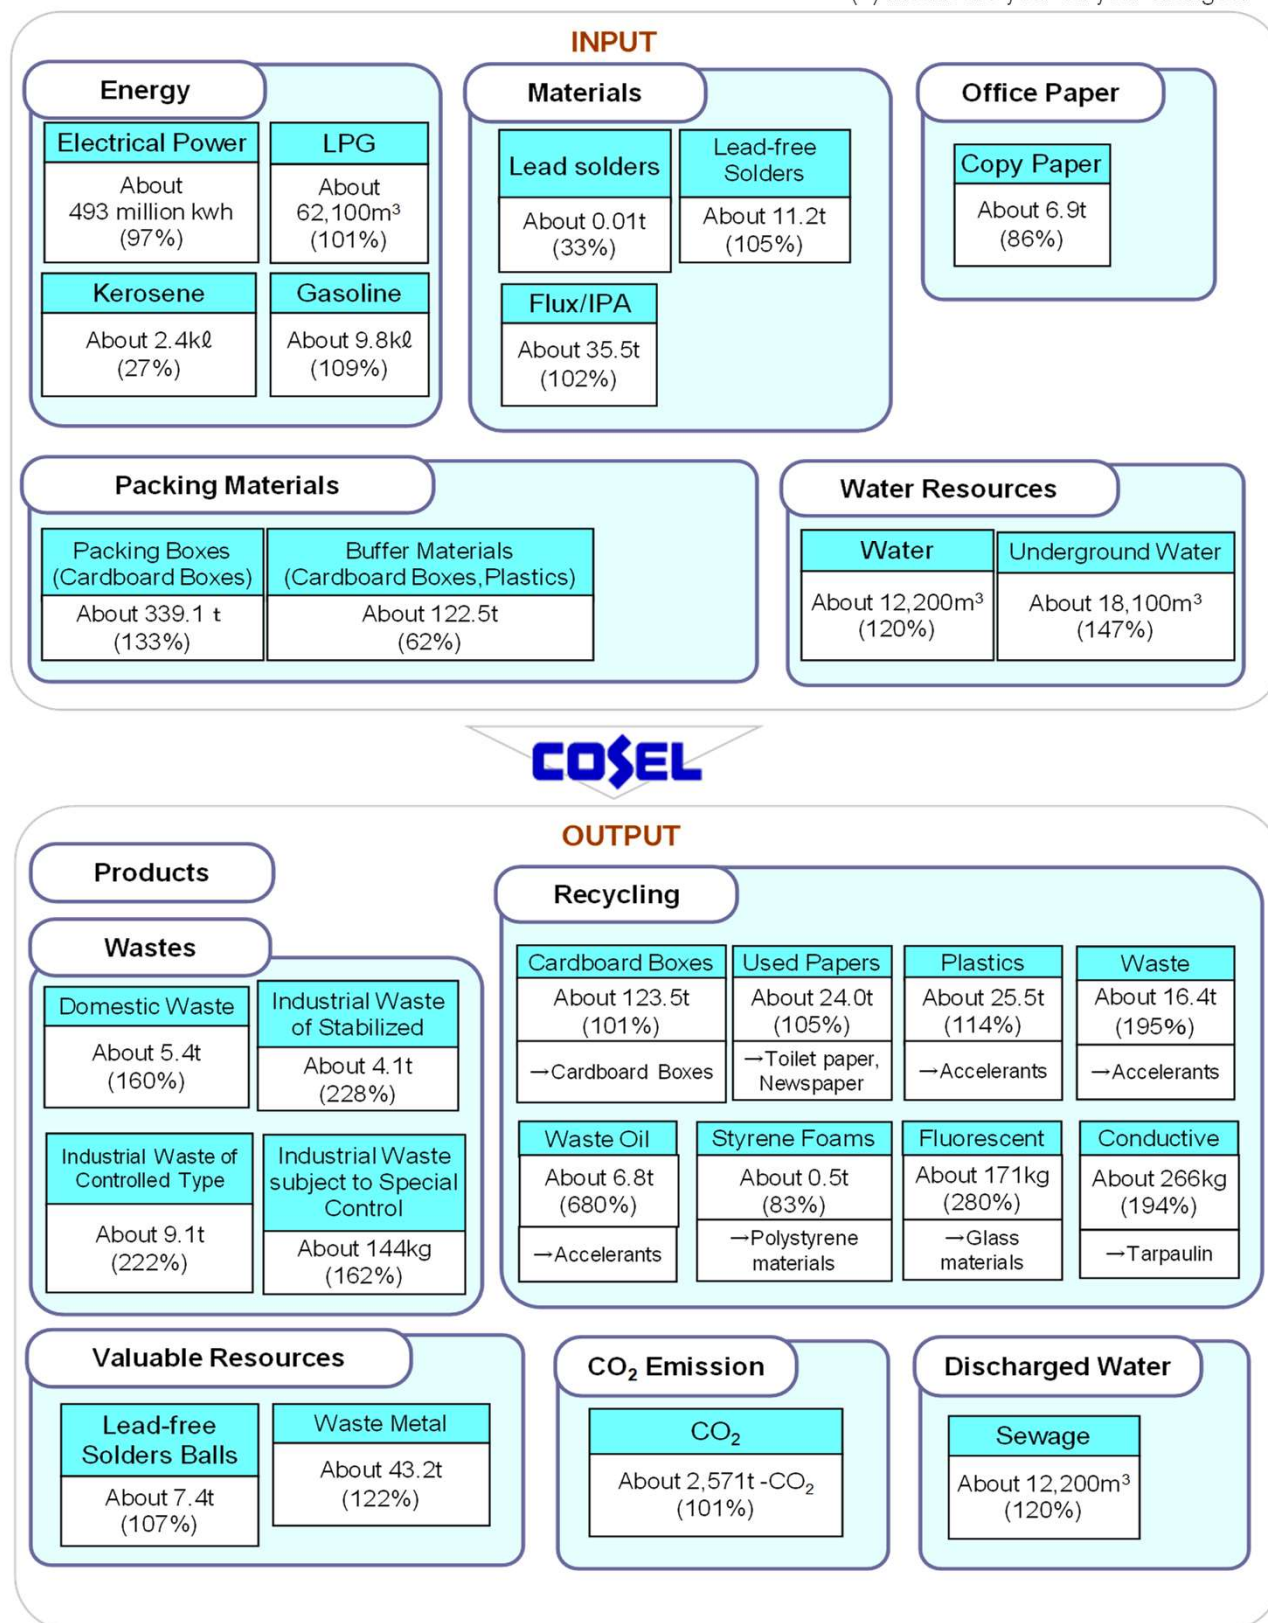 INPUT
Energy
Electrical Power
About
493 million kwh
(97%)
LPG
About
62,100m³
(101%)
Kerosene
About 2.4kℓ
(27%)
Gasoline
About 9.8kℓ
(109%)
Materials
Lead solders
About 0.01t
(33%)
Lead-free
Solders
About 11.2t
(105%)
Flux/IPA
About 35.5t
(102%)
Office Paper
Copy Paper
About 6.9t
(86%)
Packing Materials
Packing Boxes
(Cardboard Boxes)
About 339.1 t
(133%)
Buffer Materials
(Cardboard Boxes,Plastics)
About 122.5t
(62%)
Water Resources
Water
About 12,200m³
(120%)
Underground Water
About 18,100m³
(147%)
COSEL
OUTPUT
Products
Wastes
Domestic Waste
About 5.4t
(160%)
Industrial Waste
of Stabilized
About 4.1t
(228%)
Industrial Waste of
Controlled Type
About 9.1t
(222%)
Industrial Waste
subject to Special
Control
About 144kg
(162%)
Recycling
Cardboard Boxes
About 123.5t
(101%)
→Cardboard Boxes
Used Papers
About 24.0t
(105%)
→Toilet paper,
Newspaper
Plastics
About 25.5t
(114%)
→Accelerants
Waste
About 16.4t
(195%)
→Accelerants
Waste Oil
About 6.8t
(680%)
→Accelerants
Styrene Foams
About 0.5t
(83%)
→Polystyrene
materials
Fluorescent
About 171kg
(280%)
→Glass
materials
Conductive
About 266kg
(194%)
→Tarpaulin
Valuable Resources
Lead-free
Solders Balls
About 7.4t
(107%)
Waste Metal
About 43.2t
(122%)
CO₂ Emission
CO₂
About 2,571t -CO₂
(101%)
Discharged Water
Sewage
About 12,200m³
(120%)